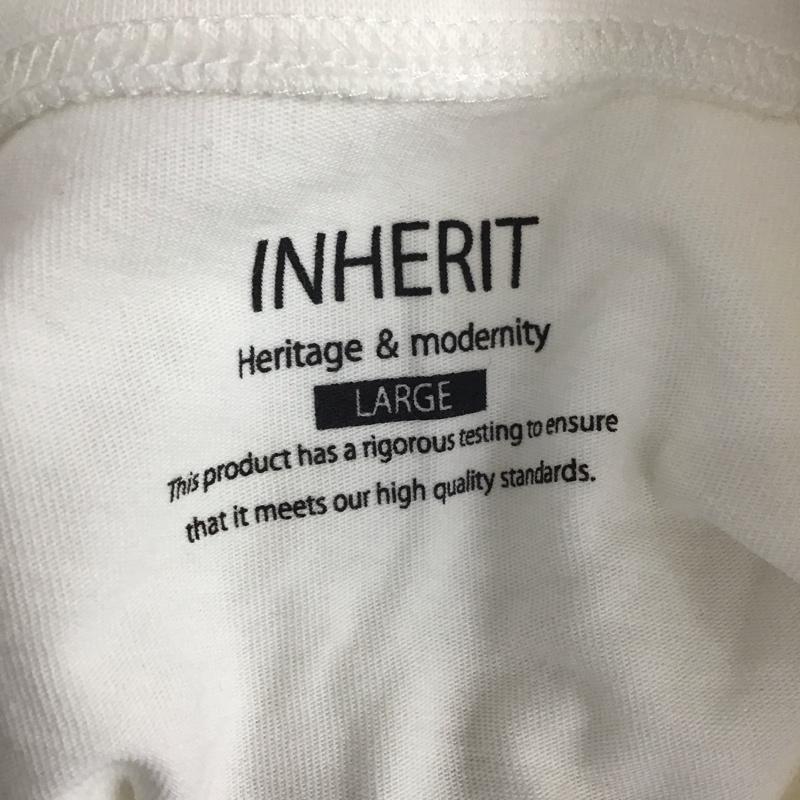 INHERIT
Heritage & modernity
LARGE
This product has a rigorous testing to ensure
that it meets our high quality standards.